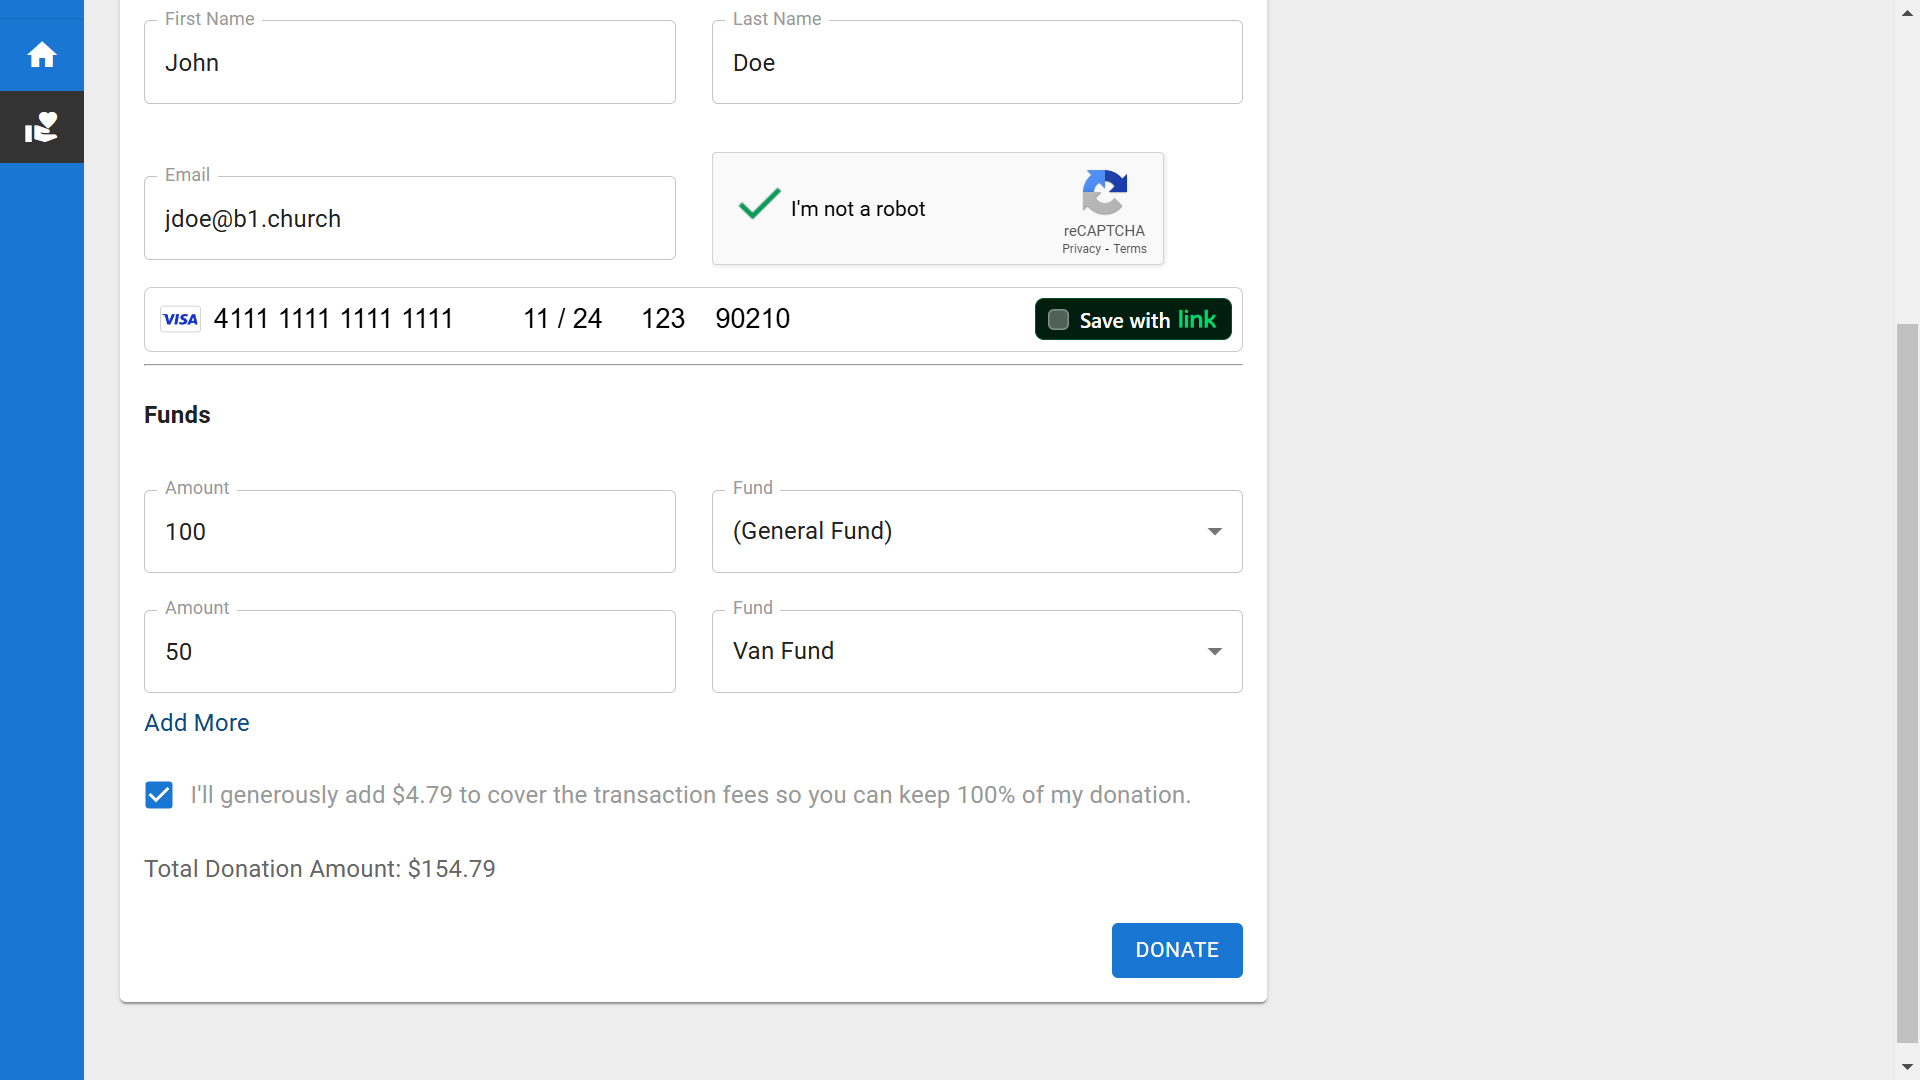 First Name
John
Last Name
Doe
Email
jdoe@b1.church
I'm not a robot
reCAPTCHA
Privacy - Terms
VISA 4111 1111 1111 1111 11 / 24 123 90210 Save with link
Funds
Amount
100
Fund
(General Fund)
Amount
50
Fund
Van Fund
Add More
I'll generously add $4.79 to cover the transaction fees so you can keep 100% of my donation.
Total Donation Amount: $154.79
DONATE